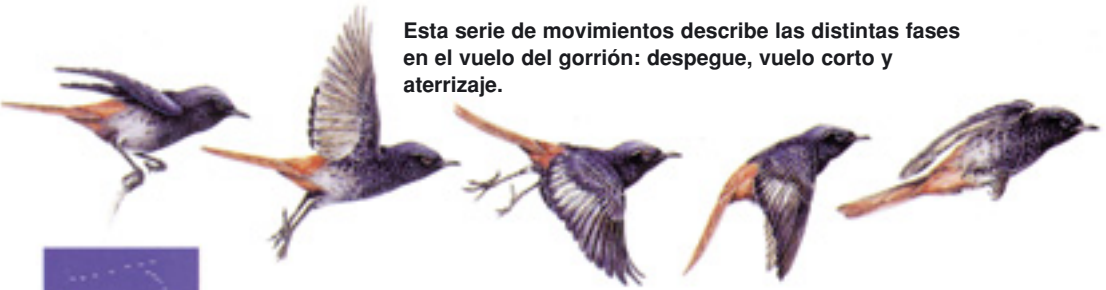 Esta serie de movimientos describe las distintas fases
en el vuelo del gorrión: despegue, vuelo corto y
aterrizaje.